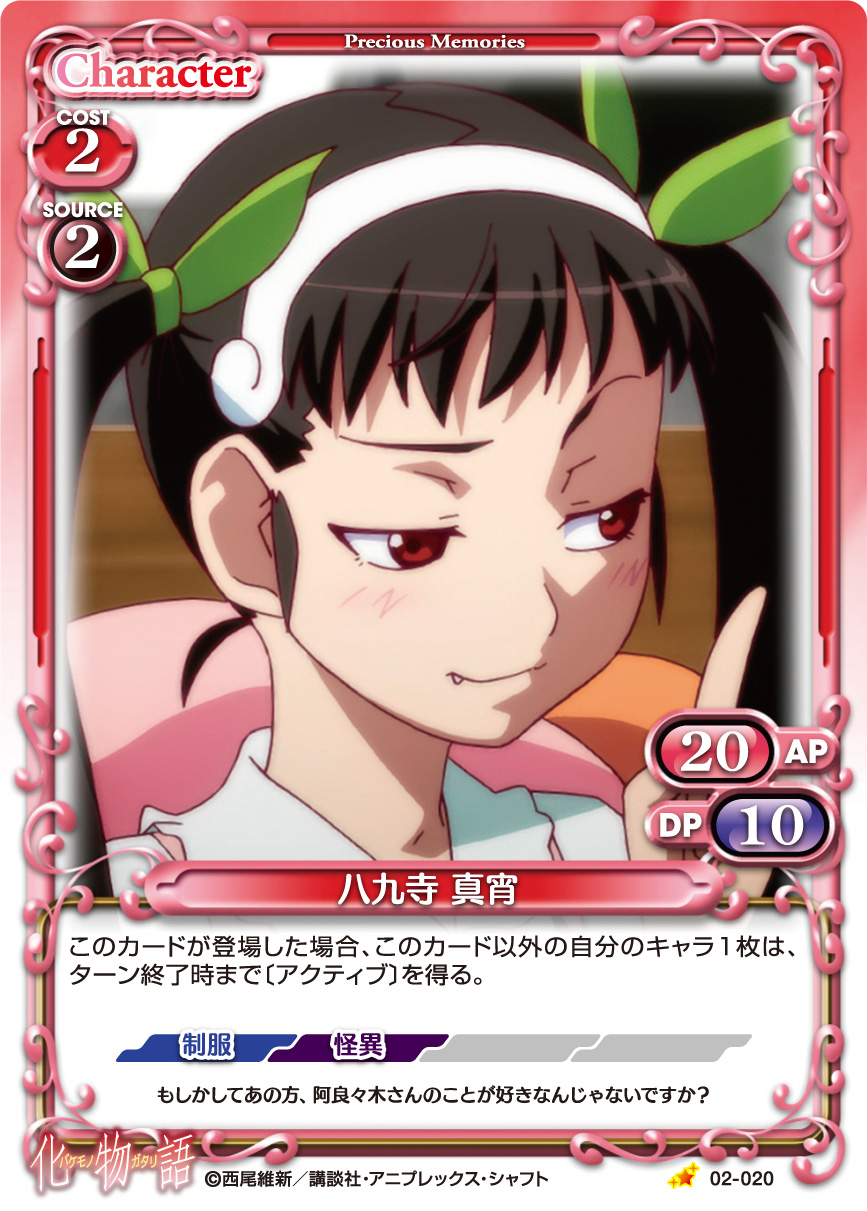 Precious Memories
Character
COST
2
SOURCE
2
20 AP
DP 10
八九寺 真宵
このカードが登場した場合、このカード以外の自分のキャラ1枚は、
ターン終了時まで〔アクティブ〕を得る。
制服 怪異
もしかしてあの方、阿良々木さんのことが好きなんじゃないですか?
化物語
バケモノ ガタリ
©西尾維新/講談社・アニプレックス・シャフト
02-020